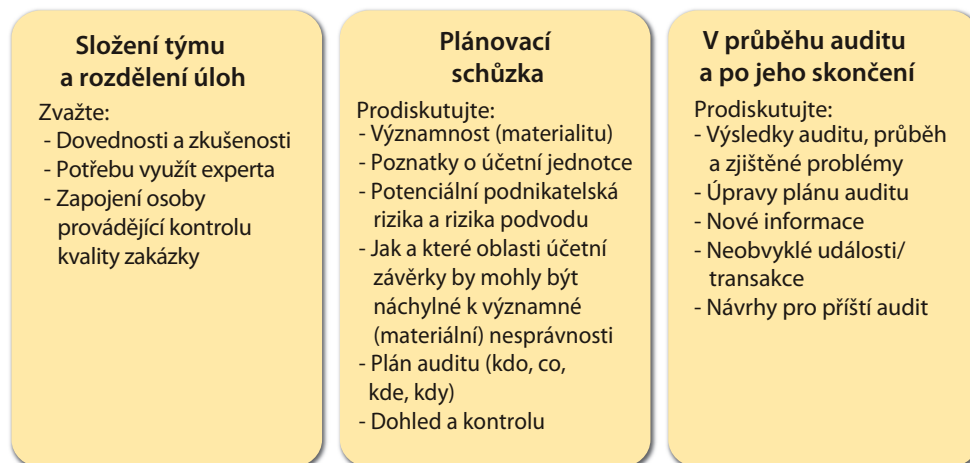 Složení týmu
a rozdělení úloh
Zvažte:
- Dovednosti a zkušenosti
- Potřebu využít experta
- Zapojení osoby
provádějící kontrolu
kvality zakázky
Plánovací
schůzka
Prodiskutujte:
- Významnost (materialitu)
- Poznatky o účetní jednotce
- Potenciální podnikatelská
rizika a rizika podvodu
- Jak a které oblasti účetní
závěrky by mohly být
náchylné k významné
(materiální) nesprávnosti
- Plán auditu (kdo, co,
kde, kdy)
- Dohled a kontrolu
V průběhu auditu
a po jeho skončení
Prodiskutujte:
- Výsledky auditu, průběh
a zjištěné problémy
- Úpravy plánu auditu
- Nové informace
- Neobvyklé události/
transakce
- Návrhy pro příští audit